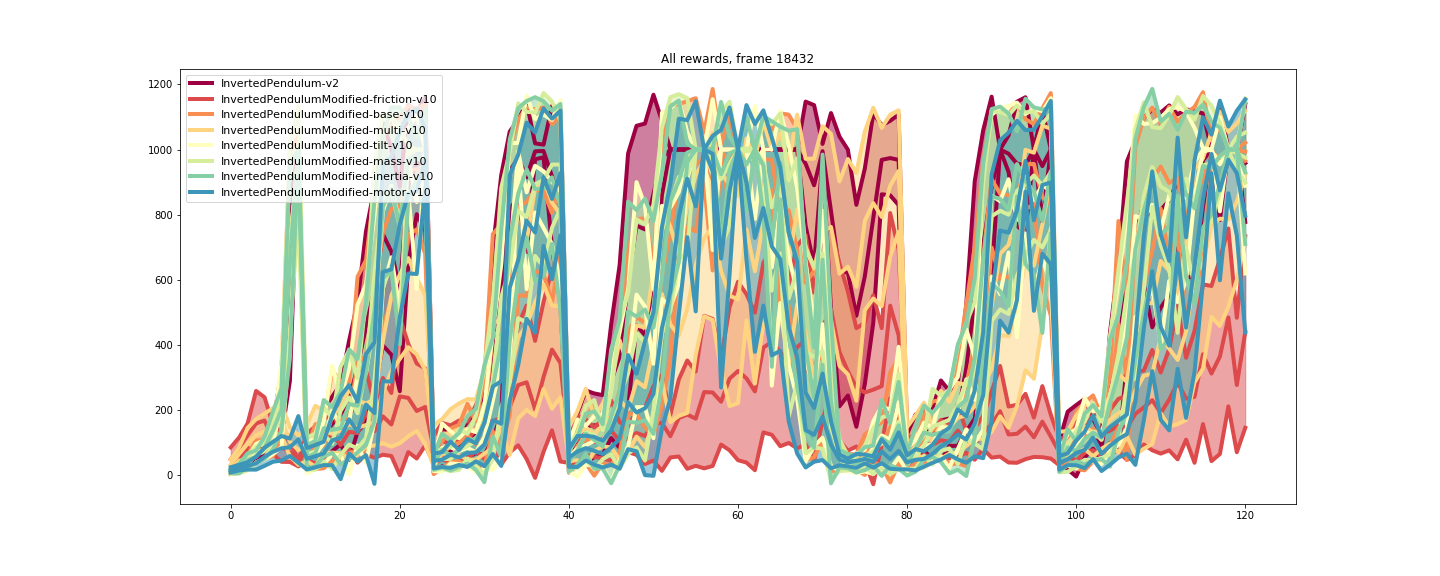 All rewards, frame 18432
InvertedPendulum-v2
InvertedPendulumModified-friction-v10
InvertedPendulumModified-base-v10
InvertedPendulumModified-multi-v10
InvertedPendulumModified-tilt-v10
InvertedPendulumModified-mass-v10
InvertedPendulumModified-inertia-v10
InvertedPendulumModified-motor-v10
1200
1000
800
600
400
200
0
0 20 40 60 80 100 120